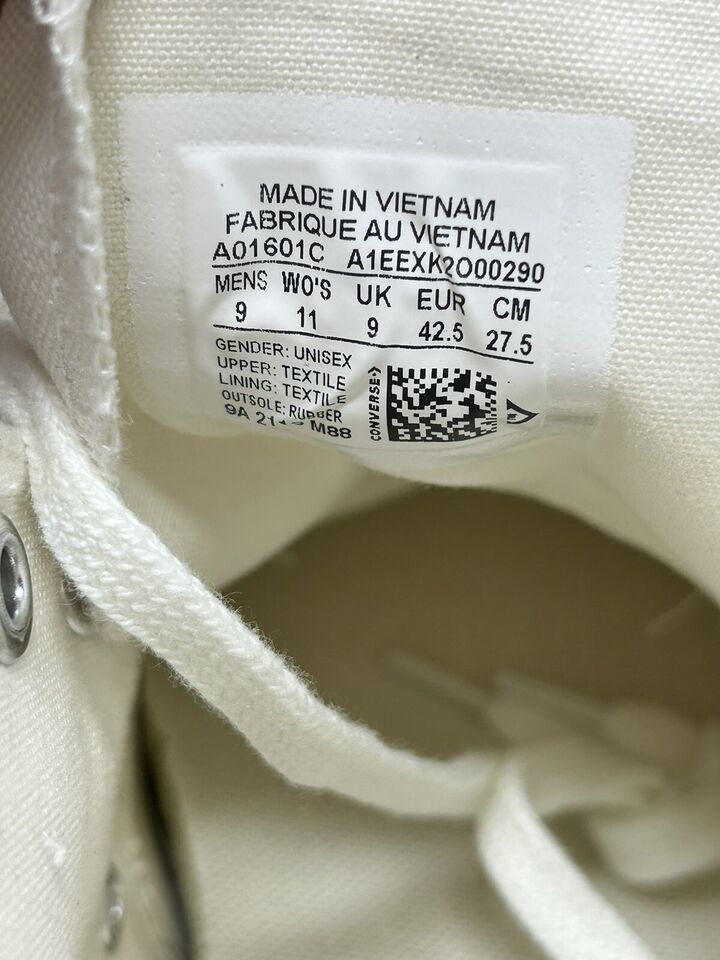 MADE IN VIETNAM
FABRIQUE AU VIETNAM
A01601C A1EEXK2O00290
MENS WO'S UK EUR CM
9 11 9 42.5 27.5
GENDER: UNISEX
UPPER: TEXTILE
LINING: TEXTILE
OUTSOLE: RUBBER
9A M88
CONVERSE